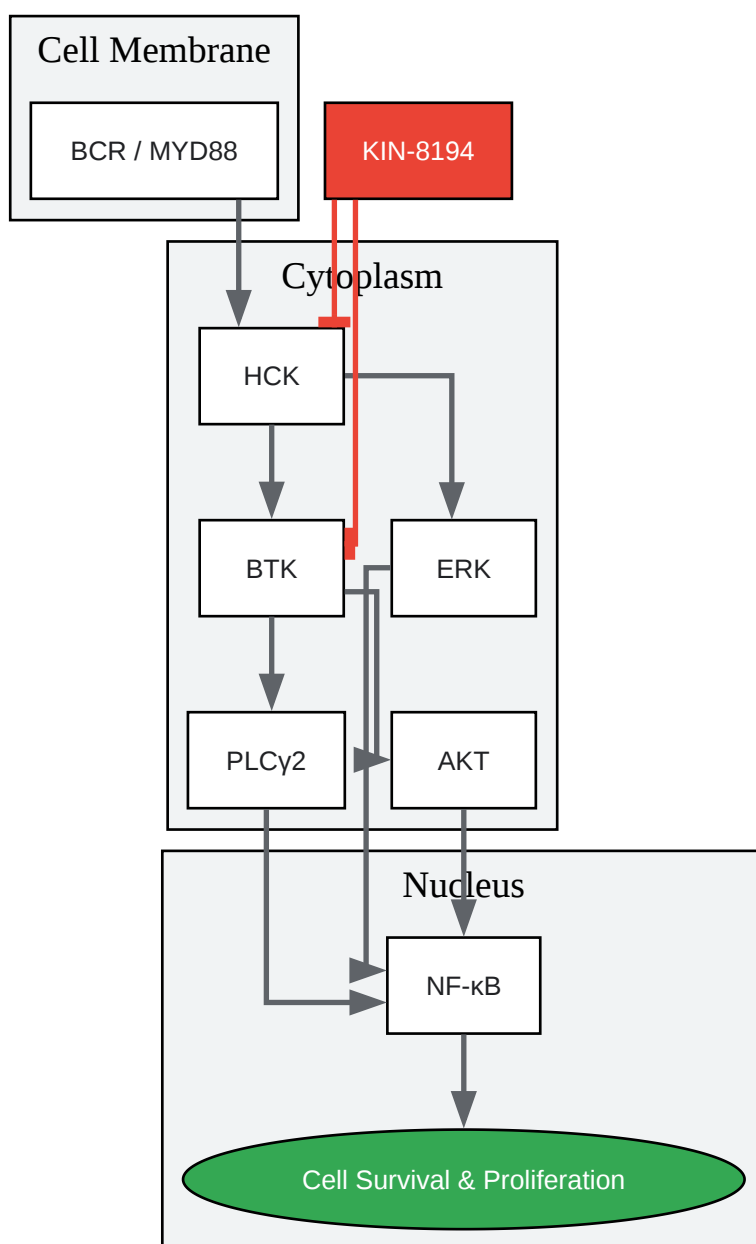 Cell Membrane
BCR / MYD88
KIN-8194
Cytoplasm
HCK
BTK
ERK
PLCγ2
AKT
Nucleus
NF-κB
Cell Survival & Proliferation